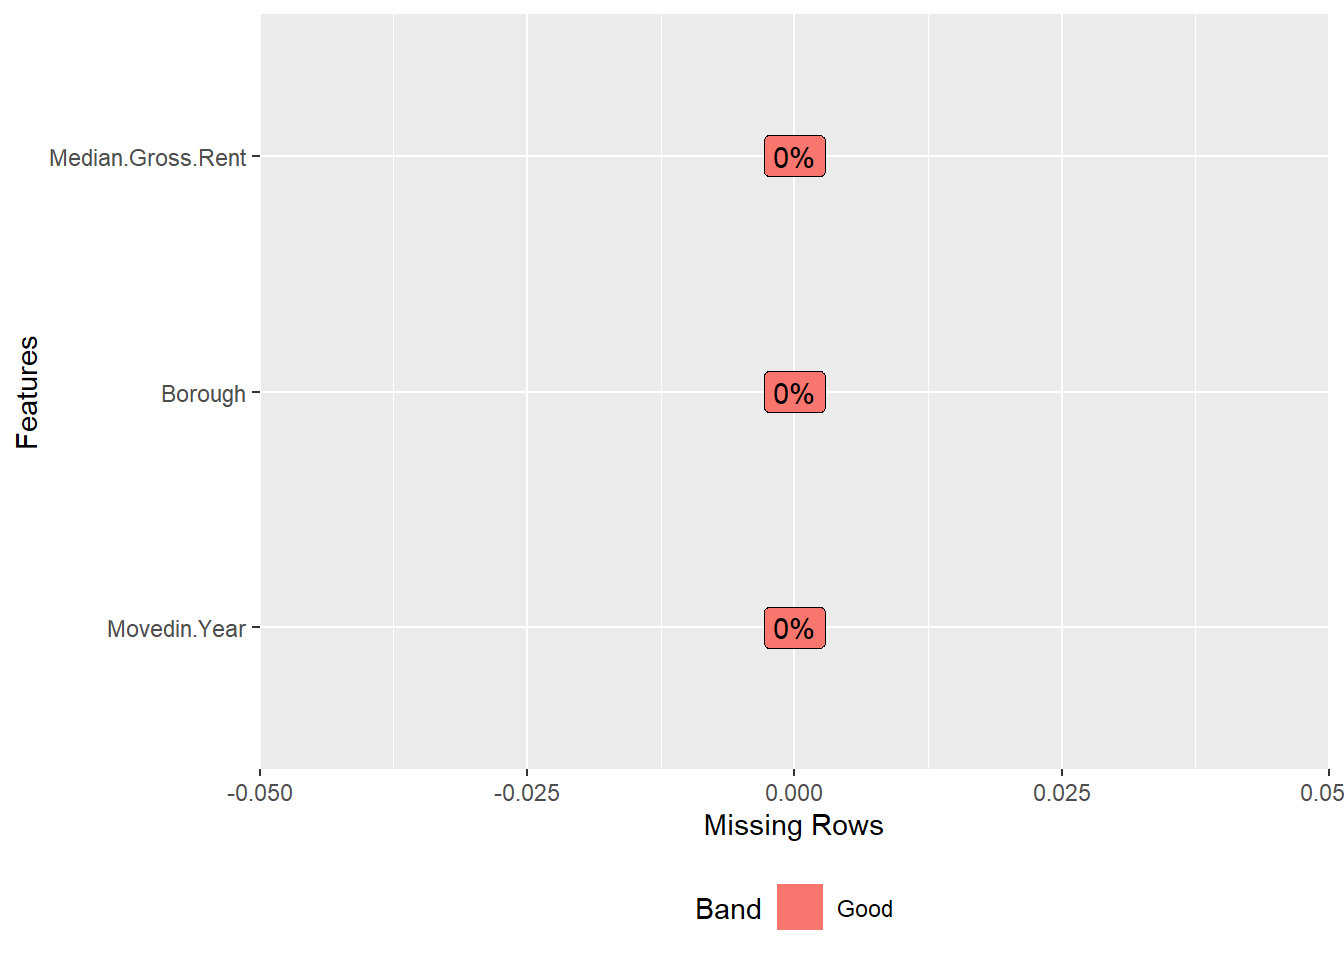 Median.Gross.Rent
0%
Borough
0%
Movedin.Year
0%
Features
-0.050
-0.025
0.000
0.025
0.05
Missing Rows
Band
Good